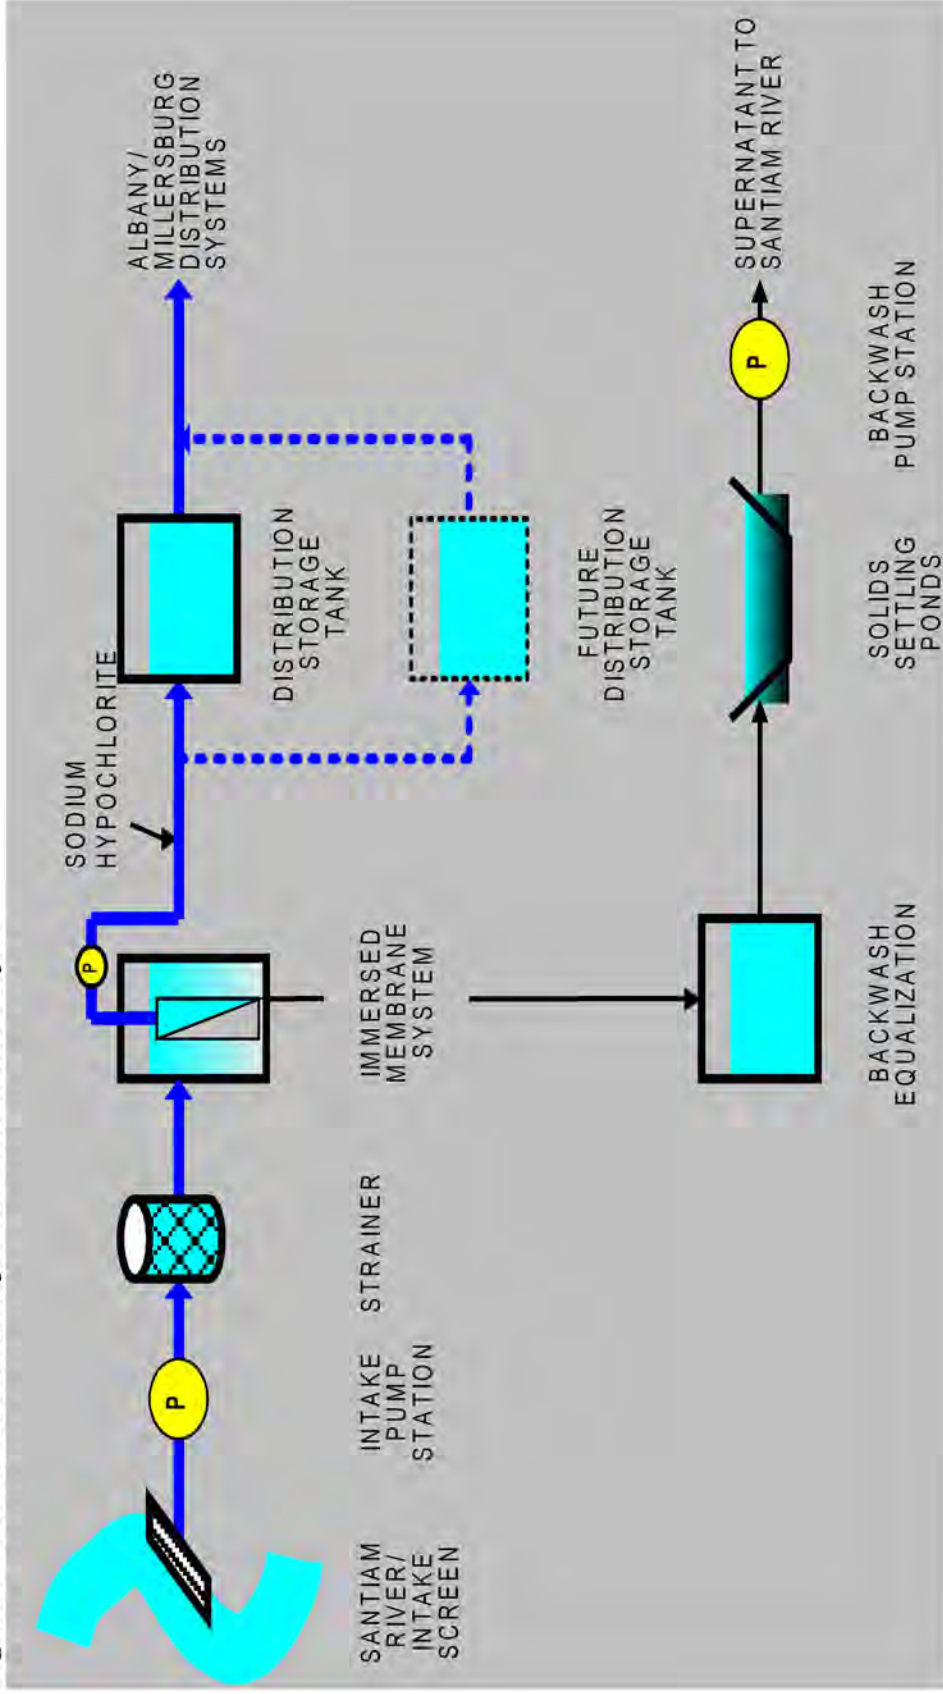 SODIUM
HYPOCHLORITE
ALBANY/
MILLERSBURG
DISTRIBUTION
SYSTEMS
P
P
SANTIAM
RIVER/
INTAKE
SCREEN
INTAKE
PUMP
STATION
STRAINER
IMMERSED
MEMBRANE
SYSTEM
DISTRIBUTION
STORAGE
TANK
FUTURE
DISTRIBUTION
STORAGE
TANK
P
SUPERNATANT TO
SANTIAM RIVER
BACKWASH
EQUALIZATION
SOLIDS
SETTLING
PONDS
BACKWASH
PUMP STATION